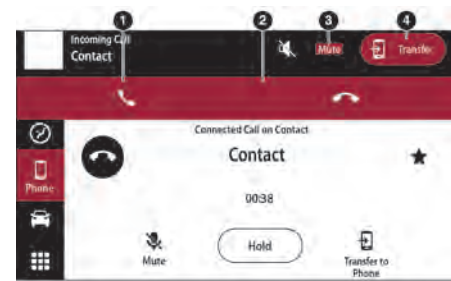 1 2 3 4
Incoming Call
Contact
Mute
Transfer
Connected Call on Contact
Contact
Phone
00:38
Mute
Hold
Transfer to
Phone